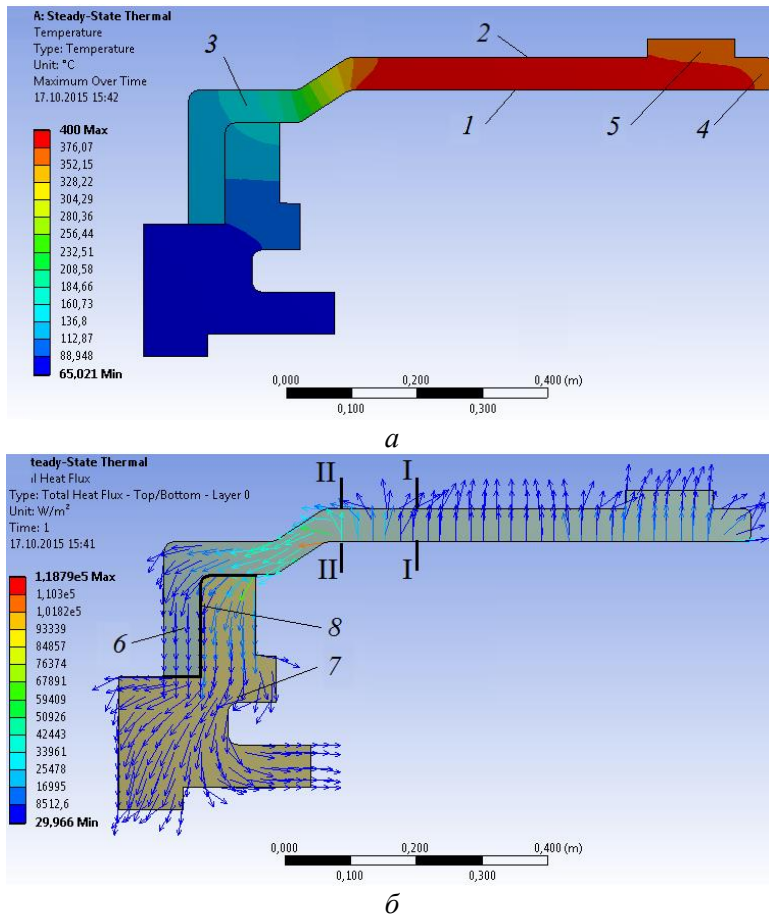 A: Steady-State Thermal
Temperature
Type: Temperature
Unit: °C
Maximum Over Time
17.10.2015 15:42
400 Max
376,07
352,15
328,22
304,29
280,36
256,44
232,51
208,58
184,66
160,73
136,8
112,87
88,948
65,021 Min
3
2
1
5
4
0,000
0,200
0,400 (m)
0,100
0,300
а
teady-State Thermal
l Heat Flux
Type: Total Heat Flux - Top/Bottom - Layer 0
Unit: W/m²
Time: 1
17.10.2015 15:41
1,1879e5 Max
1,103e5
1,0182e5
93339
84857
76374
67891
59409
50926
42443
33961
25478
16995
8512,6
29,966 Min
II
I
II
I
6
8
7
0,000
0,200
0,400 (m)
0,100
0,300
б